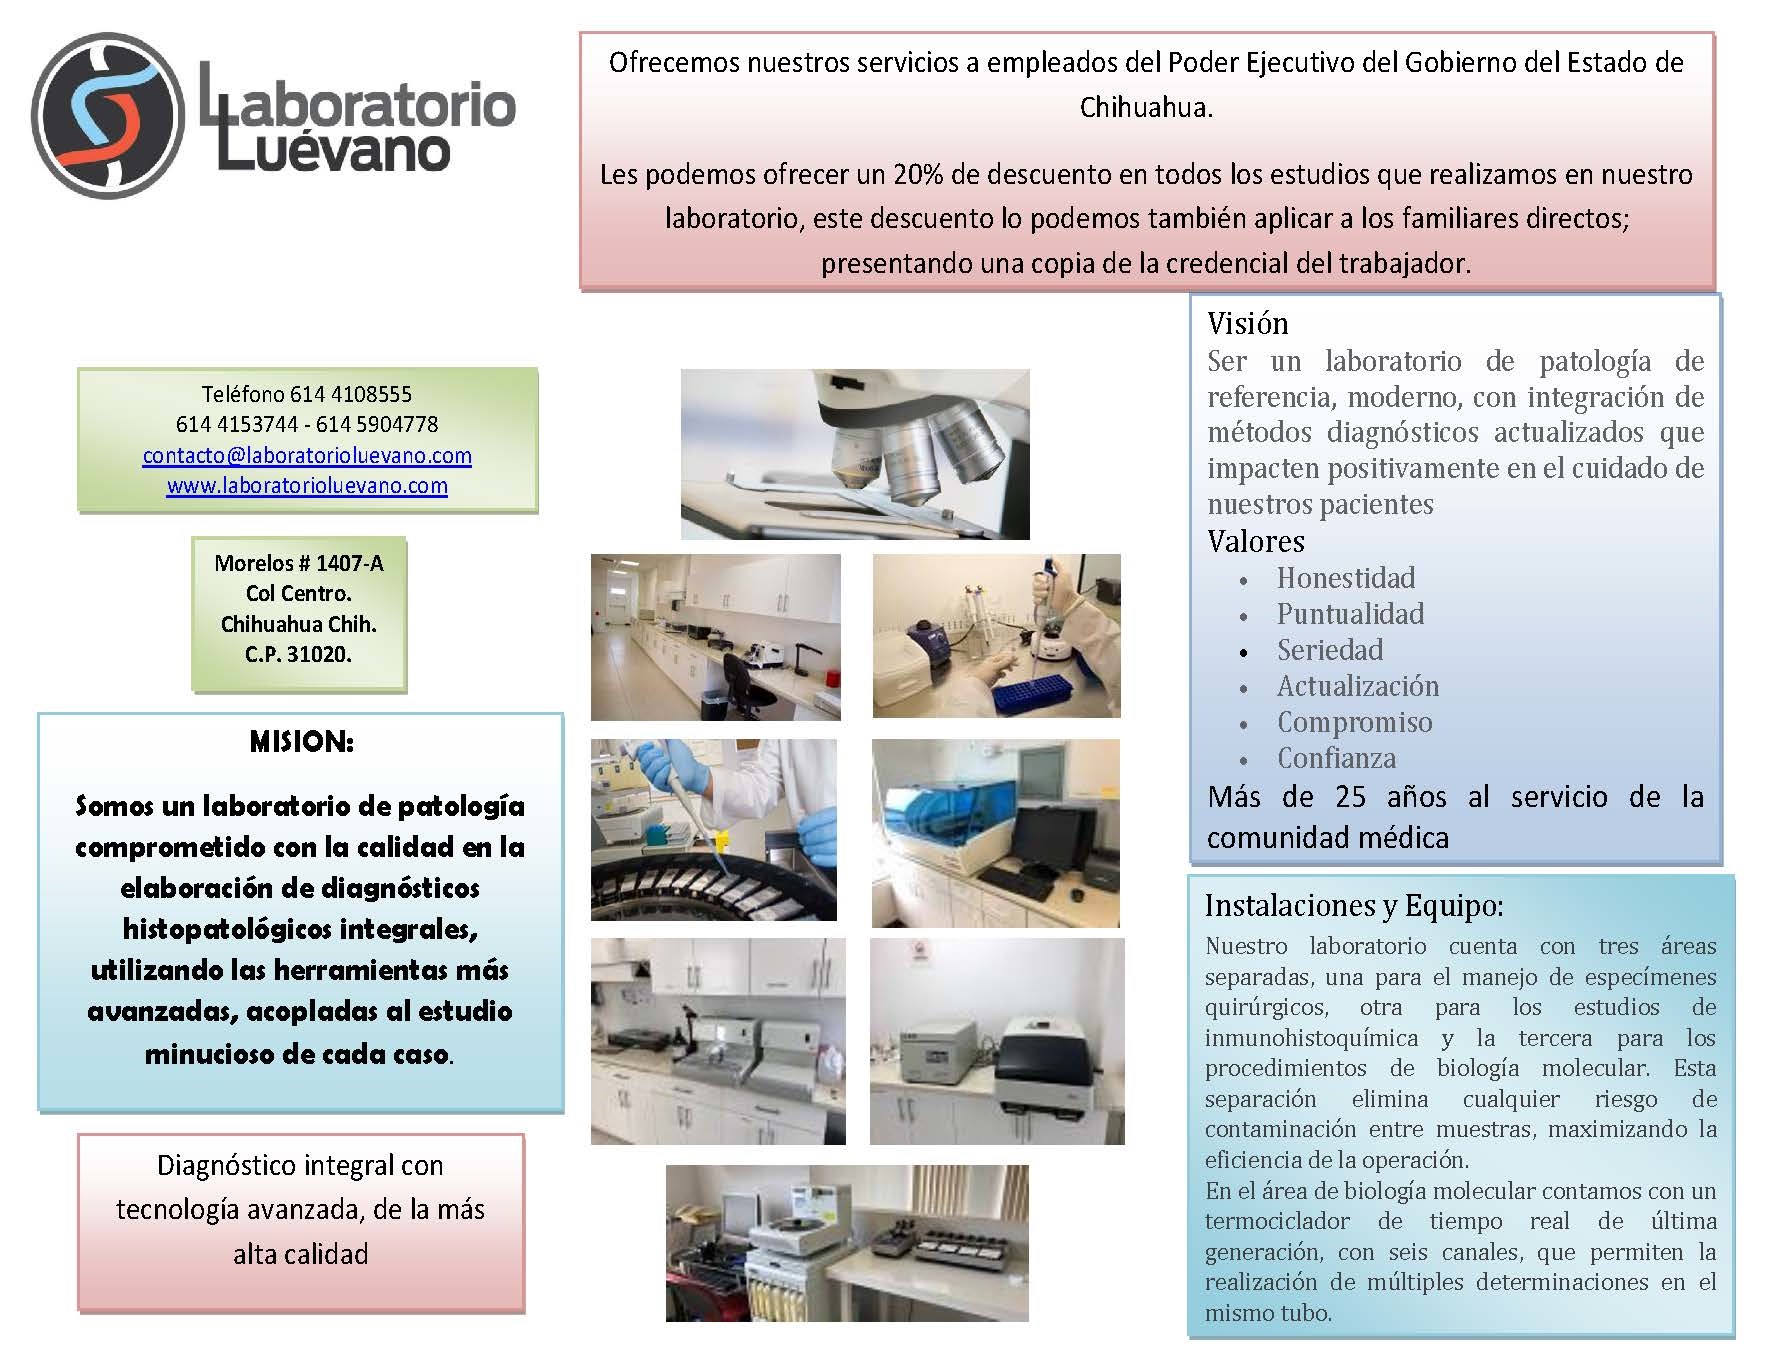 Laboratorio
Luévano
Ofrecemos nuestros servicios a empleados del Poder Ejecutivo del Gobierno del Estado de
Chihuahua.
Les podemos ofrecer un 20% de descuento en todos los estudios que realizamos en nuestro
laboratorio, este descuento lo podemos también aplicar a los familiares directos;
presentando una copia de la credencial del trabajador.
Teléfono 614 4108555
614 4153744 - 614 5904778
contacto@laboratorioluevano.com
www.laboratorioluevano.com
Morelos # 1407-A
Col Centro.
Chihuahua Chih.
C.P. 31020.
MISION:
Somos un laboratorio de patología
comprometido con la calidad en la
elaboración de diagnósticos
histopatológicos integrales,
utilizando las herramientas más
avanzadas, acopladas al estudio
minucioso de cada caso.
Diagnóstico integral con
tecnología avanzada, de la más
alta calidad
Visión
Ser un laboratorio de patología de
referencia, moderno, con integración de
métodos diagnósticos actualizados que
impacten positivamente en el cuidado de
nuestros pacientes
Valores
• Honestidad
• Puntualidad
• Seriedad
• Actualización
• Compromiso
• Confianza
Más de 25 años al servicio de la
comunidad médica
Instalaciones y Equipo:
Nuestro laboratorio cuenta con tres áreas
separadas, una para el manejo de especímenes
quirúrgicos, otra para los estudios de
inmunohistoquímica y la tercera para los
procedimientos de biología molecular. Esta
separación elimina cualquier riesgo de
contaminación entre muestras, maximizando la
eficiencia de la operación.
En el área de biología molecular contamos con un
termociclador de tiempo real de última
generación, con seis canales, que permiten la
realización de múltiples determinaciones en el
mismo tubo.